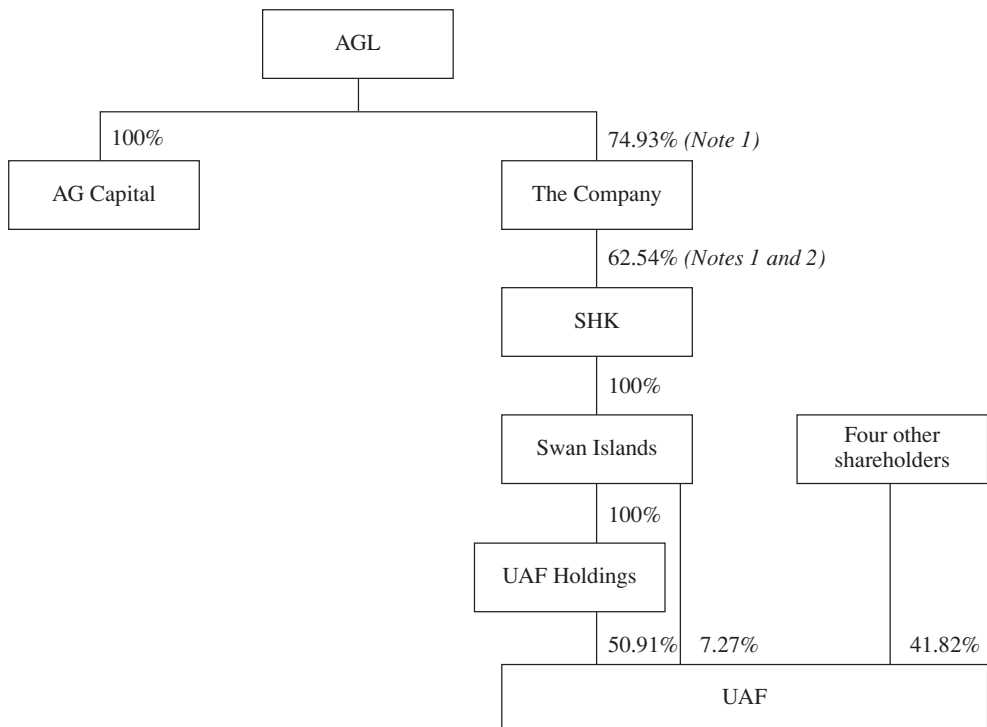 AGL
100%
74.93% (Note 1)
AG Capital
The Company
62.54% (Notes 1 and 2)
SHK
100%
Swan Islands
Four other
shareholders
100%
UAF Holdings
50.91%
7.27%
41.82%
UAF